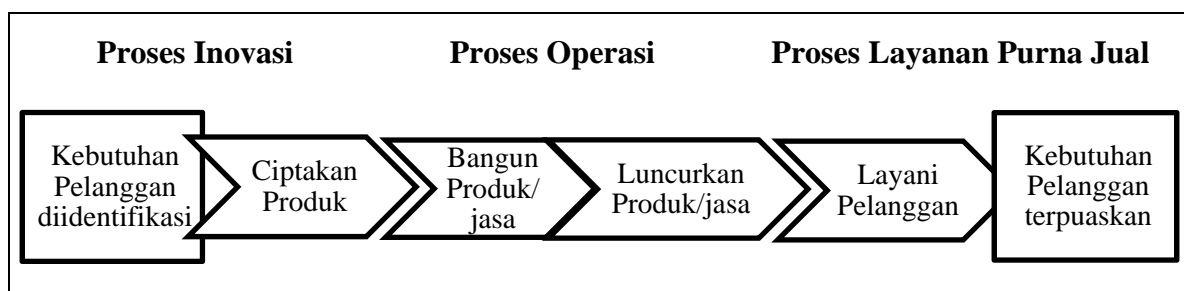 Proses Inovasi
Proses Operasi
Proses Layanan Purna Jual
Kebutuhan
Pelanggan
diidentifikasi
Ciptakan
Produk
Bangun
Produk/
jasa
Luncurkan
Produk/jasa
Layani
Pelanggan
Kebutuhan
Pelanggan
terpuaskan